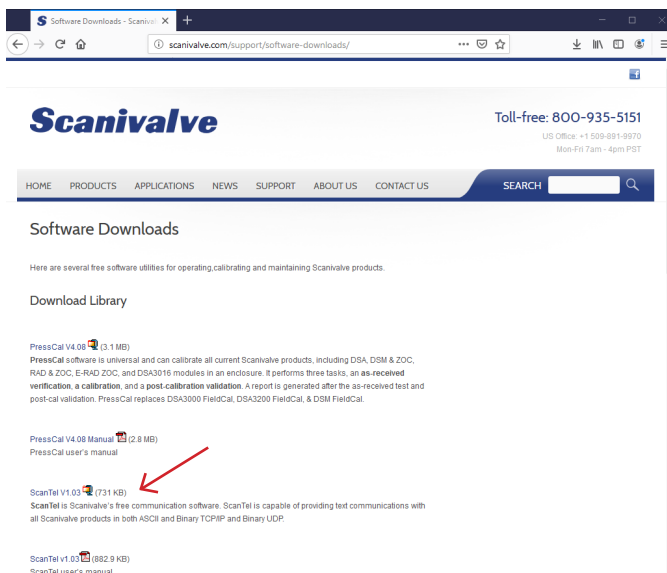 Software Downloads - Scanival
scanivalve.com/support/software-downloads/
Scanivalve
Toll-free: 800-935-5151
US Office: +1 509-891-9970
Mon-Fri 7am - 4pm PST
HOME PRODUCTS APPLICATIONS NEWS SUPPORT ABOUT US CONTACT US SEARCH
Software Downloads
Here are several free software utilities for operating,calibrating and maintaining Scanivalve products.
Download Library
PressCal V4.08 (3.1 MB)
PressCal software is universal and can calibrate all current Scanivalve products, including DSA, DSM & ZOC,
RAD & ZOC, E-RAD ZOC, and DSA3016 modules in an enclosure. It performs three tasks, an as-received
verification, a calibration, and a post-calibration validation. A report is generated after the as-received test and
post-cal validation. PressCal replaces DSA3000 FieldCal, DSA3200 FieldCal, & DSM FieldCal.
PressCal V4.08 Manual (2.8 MB)
PressCal user's manual
ScanTel V1.03 (731 KB)
ScanTel is Scanivalve's free communication software. ScanTel is capable of providing text communications with
all Scanivalve products in both ASCII and Binary TCP/IP and Binary UDP.
ScanTel v1.03 (882.9 KB)
ScanTel user's manual